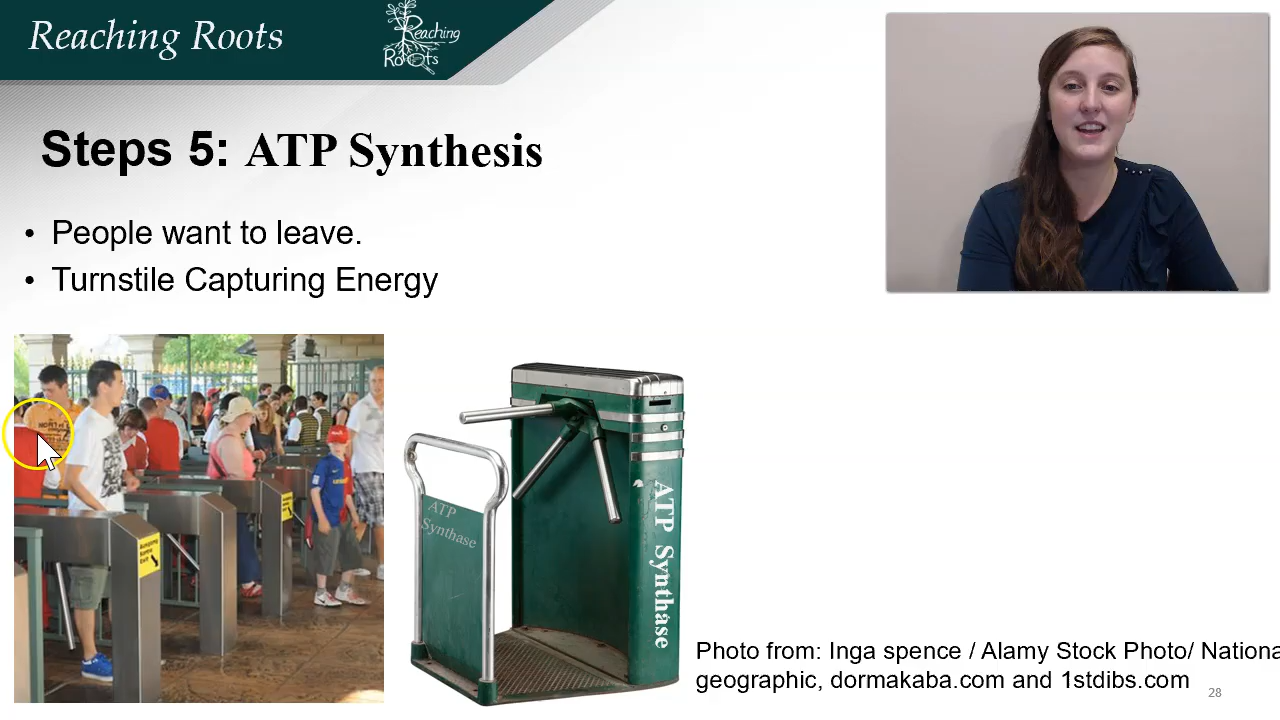 Reaching Roots
Reaching
Roots
Steps 5: ATP Synthesis
• People want to leave.
• Turnstile Capturing Energy
ATP
Synthase
ATP Synthase
Photo from: Inga spence / Alamy Stock Photo/ Nationa
geographic, dormakaba.com and 1stdibs.com
28